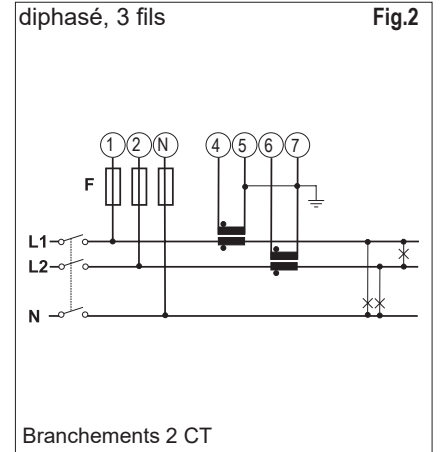 diphasé, 3 fils
Fig.2
1 2 N 4 5 6 7
F
L1
L2
N
Branchements 2 CT